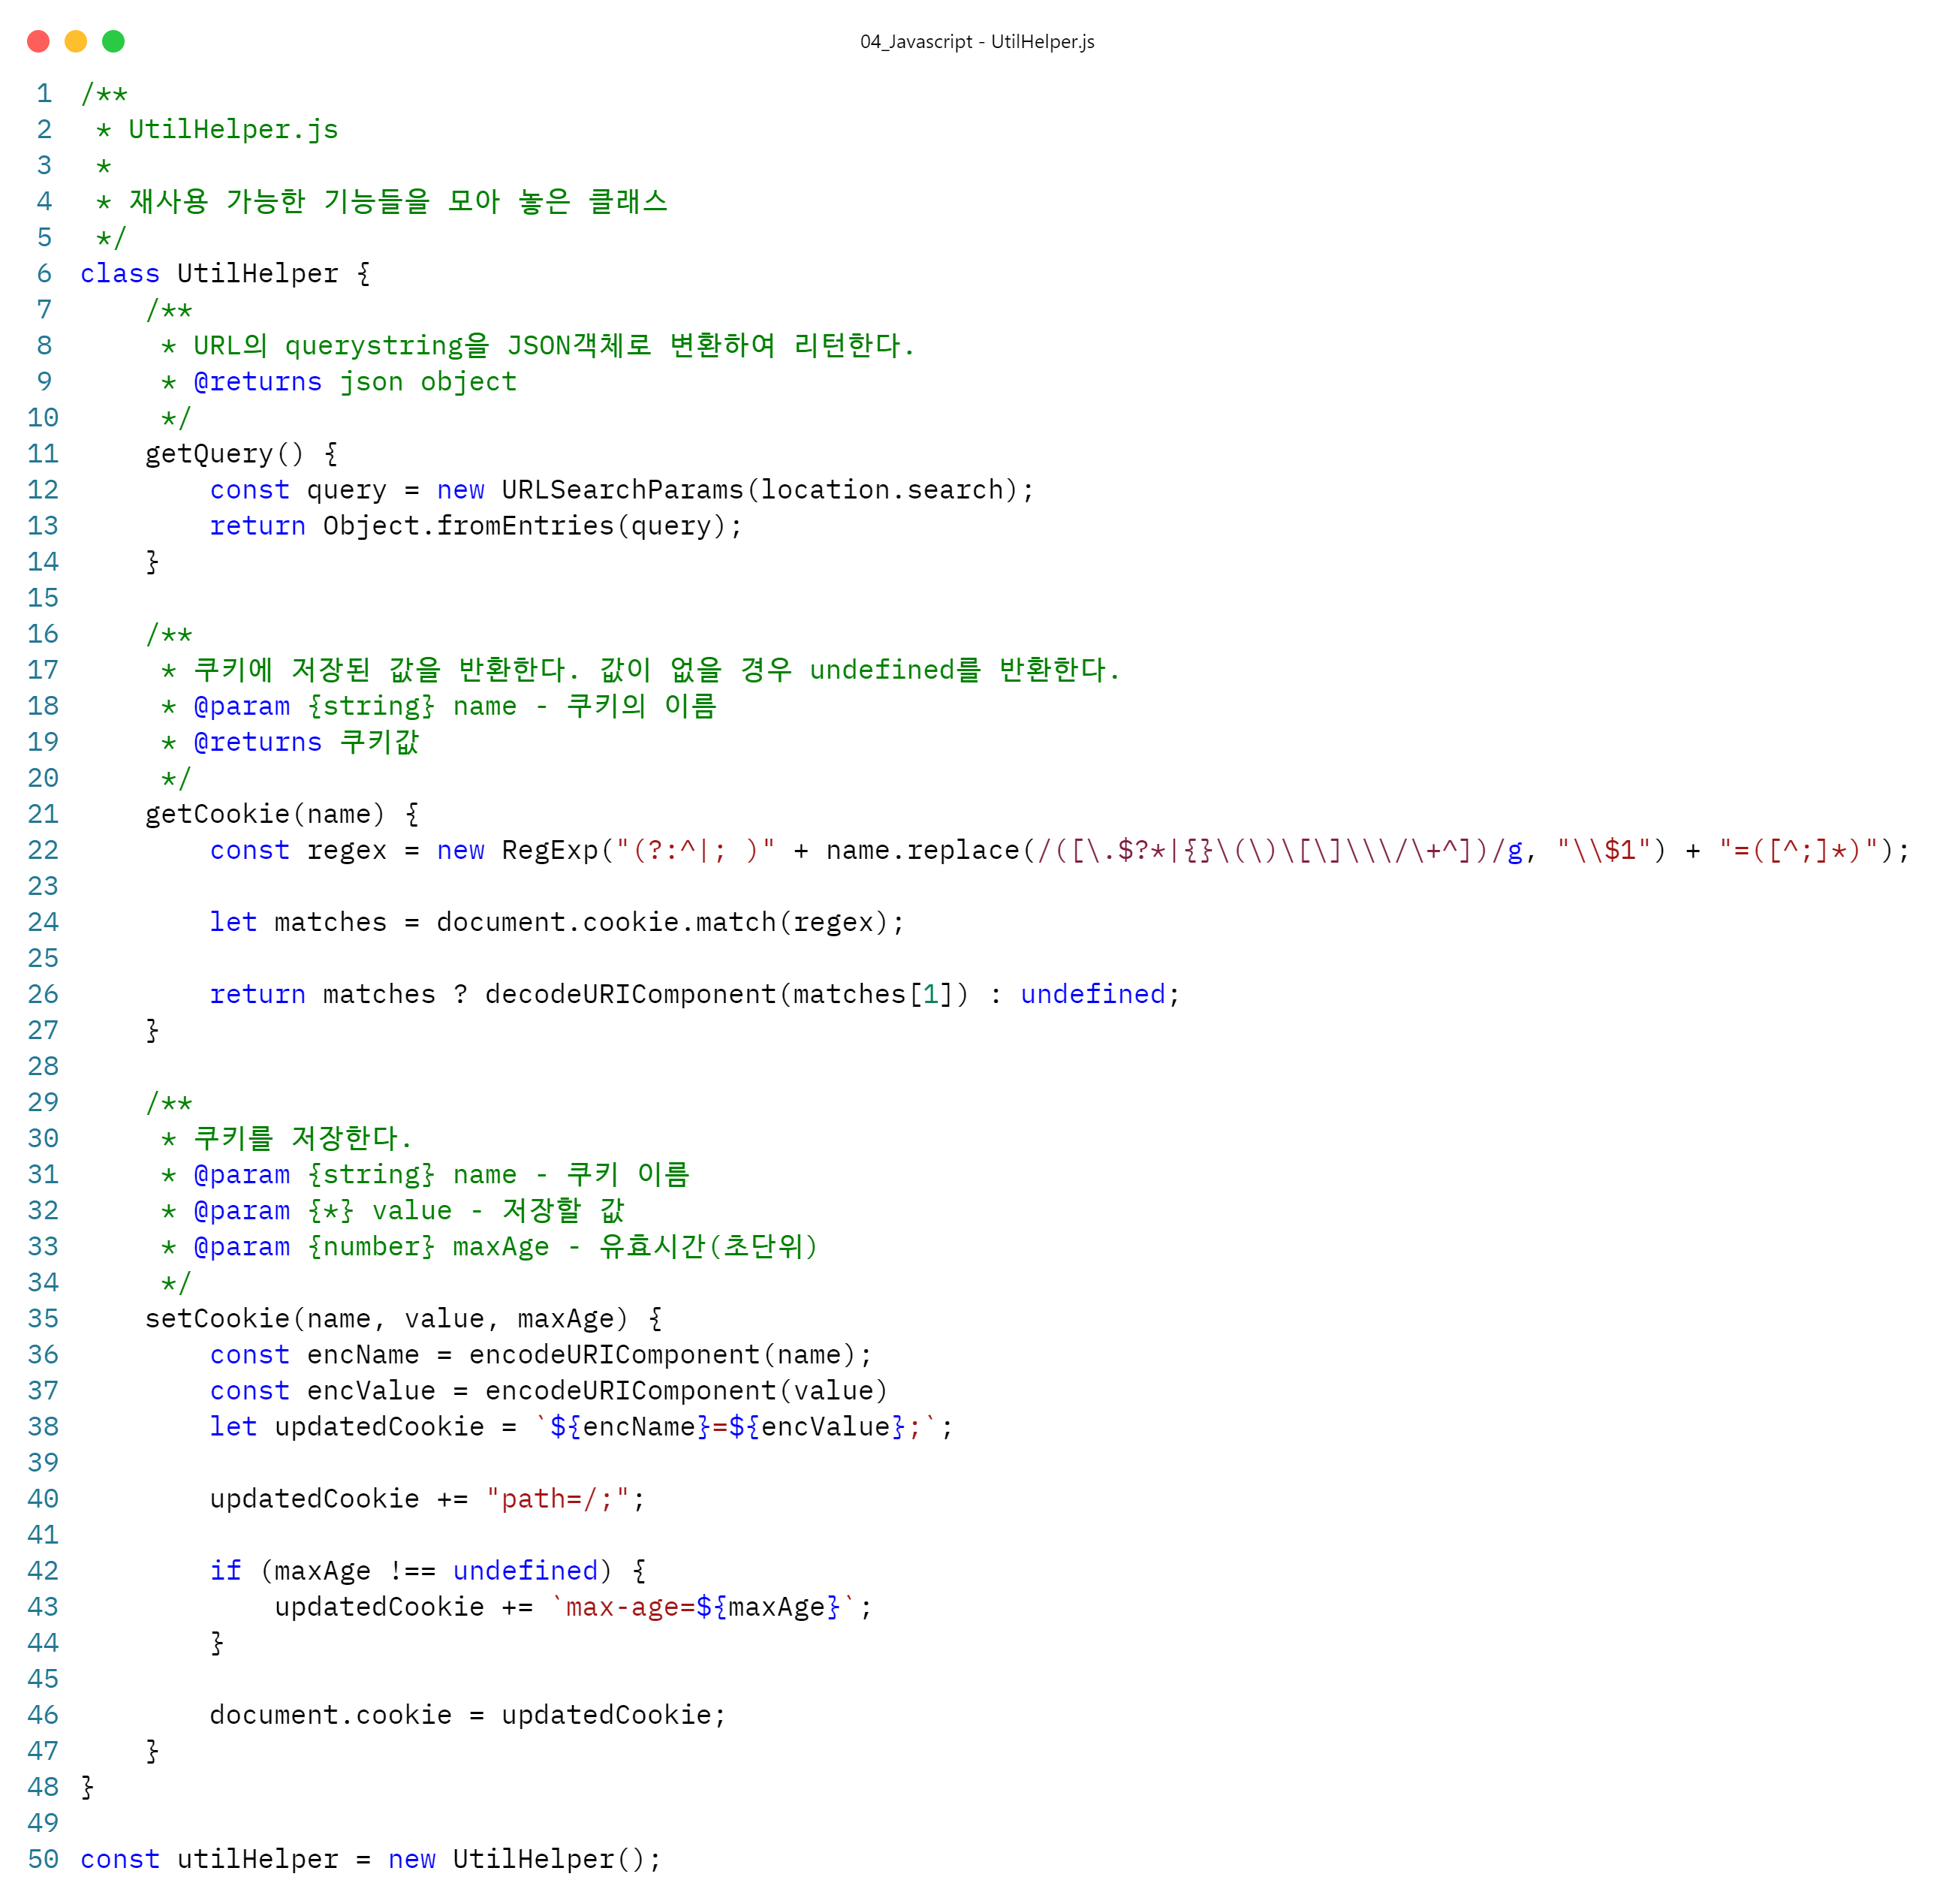 04_Javascript - UtilHelper.js
1 /**
2  * UtilHelper.js
3  *
4  * 재사용 가능한 기능들을 모아 놓은 클래스
5  */
6 class UtilHelper {
7     /**
8      * URL의 querystring을 JSON객체로 변환하여 리턴한다.
9      * @returns json object
10      */
11     getQuery() {
12         const query = new URLSearchParams(location.search);
13         return Object.fromEntries(query);
14     }
15
16     /**
17      * 쿠키에 저장된 값을 반환한다. 값이 없을 경우 undefined를 반환한다.
18      * @param {string} name - 쿠키의 이름
19      * @returns 쿠키값
20      */
21     getCookie(name) {
22         const regex = new RegExp("(?:^|; )" + name.replace(/([\.$?*|{}\(\)\[\]\\\/\+^])/g, "\\$1") + "=([^;]*)");
23
24         let matches = document.cookie.match(regex);
25
26         return matches ? decodeURIComponent(matches[1]) : undefined;
27     }
28
29     /**
30      * 쿠키를 저장한다.
31      * @param {string} name - 쿠키 이름
32      * @param {*} value - 저장할 값
33      * @param {number} maxAge - 유효시간(초단위)
34      */
35     setCookie(name, value, maxAge) {
36         const encName = encodeURIComponent(name);
37         const encValue = encodeURIComponent(value)
38         let updatedCookie = `${encName}=${encValue};`;
39
40         updatedCookie += "path=/;";
41
42         if (maxAge !== undefined) {
43             updatedCookie += `max-age=${maxAge}`;
44         }
45
46         document.cookie = updatedCookie;
47     }
48 }
49
50 const utilHelper = new UtilHelper();